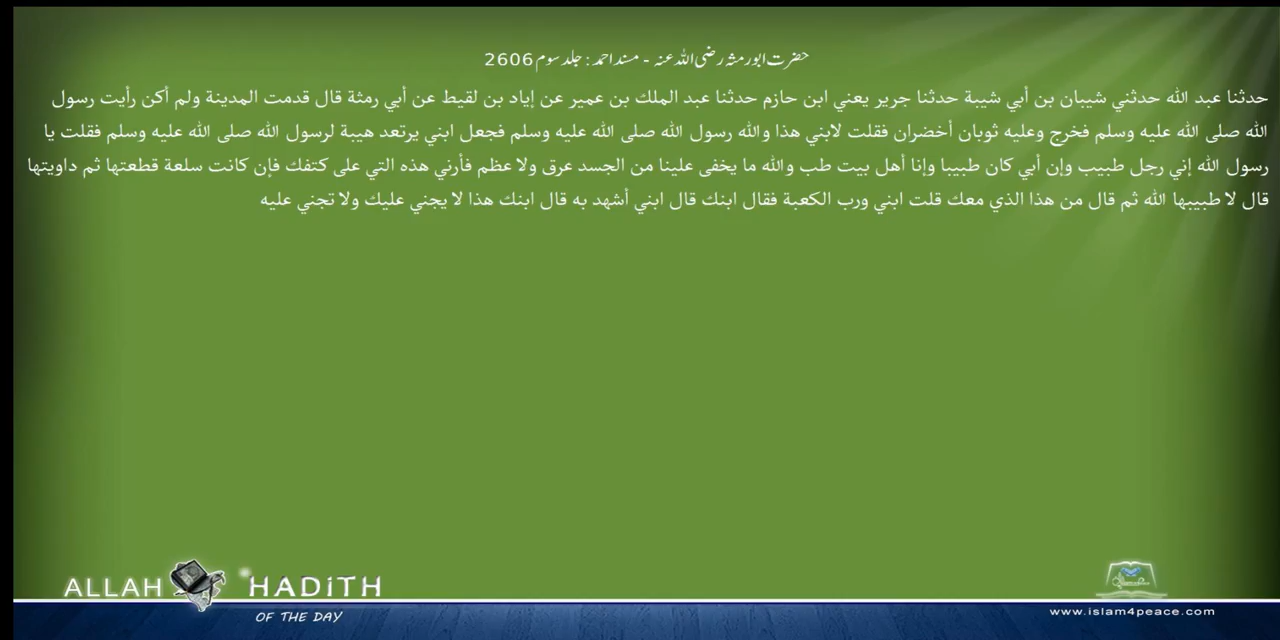 حضرت ابورمثہ رضی اللہ عنہ - مسند احمد : جلد سوم 2606
حدثنا عبد الله حدثني شيبان بن أبي شيبة حدثنا جرير يعني ابن حازم حدثنا عبد الملك بن عمير عن إياد بن لقيط عن أبي رمثة قال قدمت المدينة ولم أكن رأيت رسول
الله صلى الله عليه وسلم فخرج وعليه ثوبان أخضران فقلت لابني هذا والله رسول الله صلى الله عليه وسلم فجعل ابني يرتعد هيبة لرسول الله صلى الله عليه وسلم فقلت يا
رسول الله إني رجل طبيب وإن أبي كان طبيبا وإنا أهل بيت طب والله ما يخفى علينا من الجسد عرق ولا عظم فأرني هذه التي على كتفك فإن كانت سلعة قطعتها ثم داويتها
قال لا طبيبها الله ثم قال من هذا الذي معك قلت ابني ورب الكعبة فقال ابنك قال ابني أشهد به قال ابنك هذا لا يجني عليك ولا تجني عليه
ALLAH HADITH
OF THE DAY
www.islam4peace.com